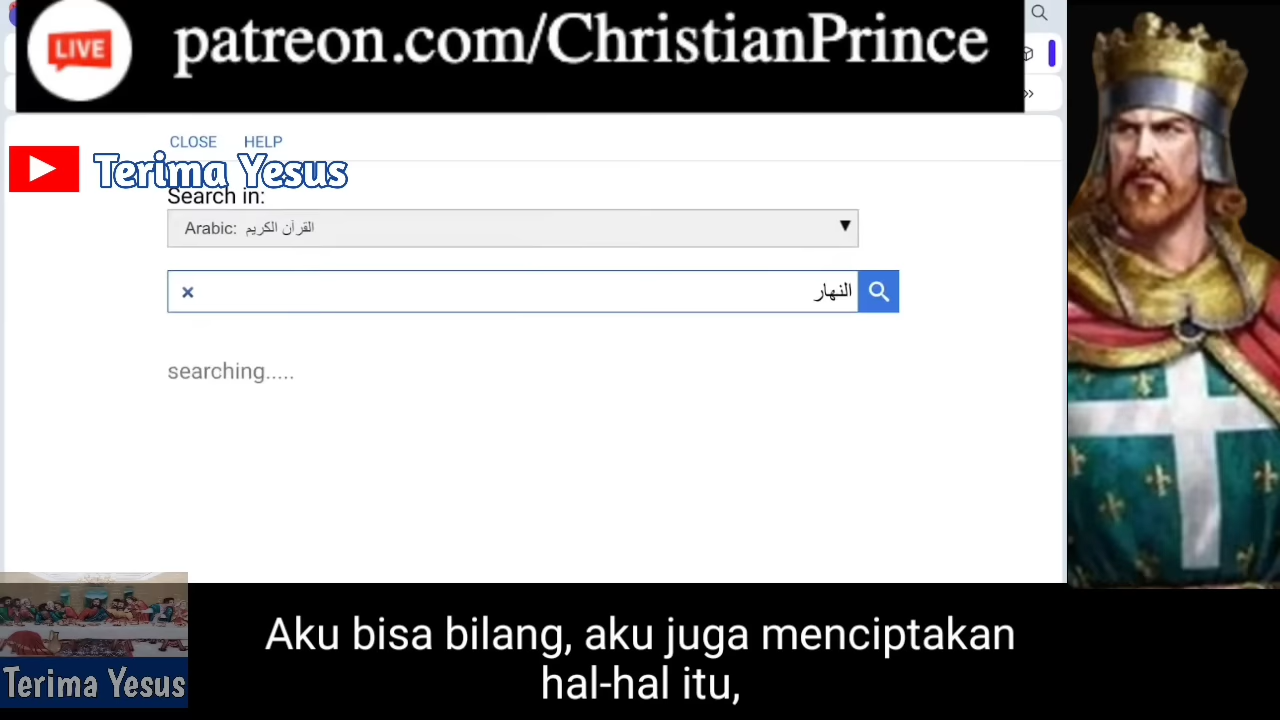 LIVE
patreon.com/ChristianPrince
CLOSE HELP
Terima Yesus
Search in:
Arabic: القرآن الكريم
النهار
searching.....
Aku bisa bilang, aku juga menciptakan
hal-hal itu,
Terima Yesus